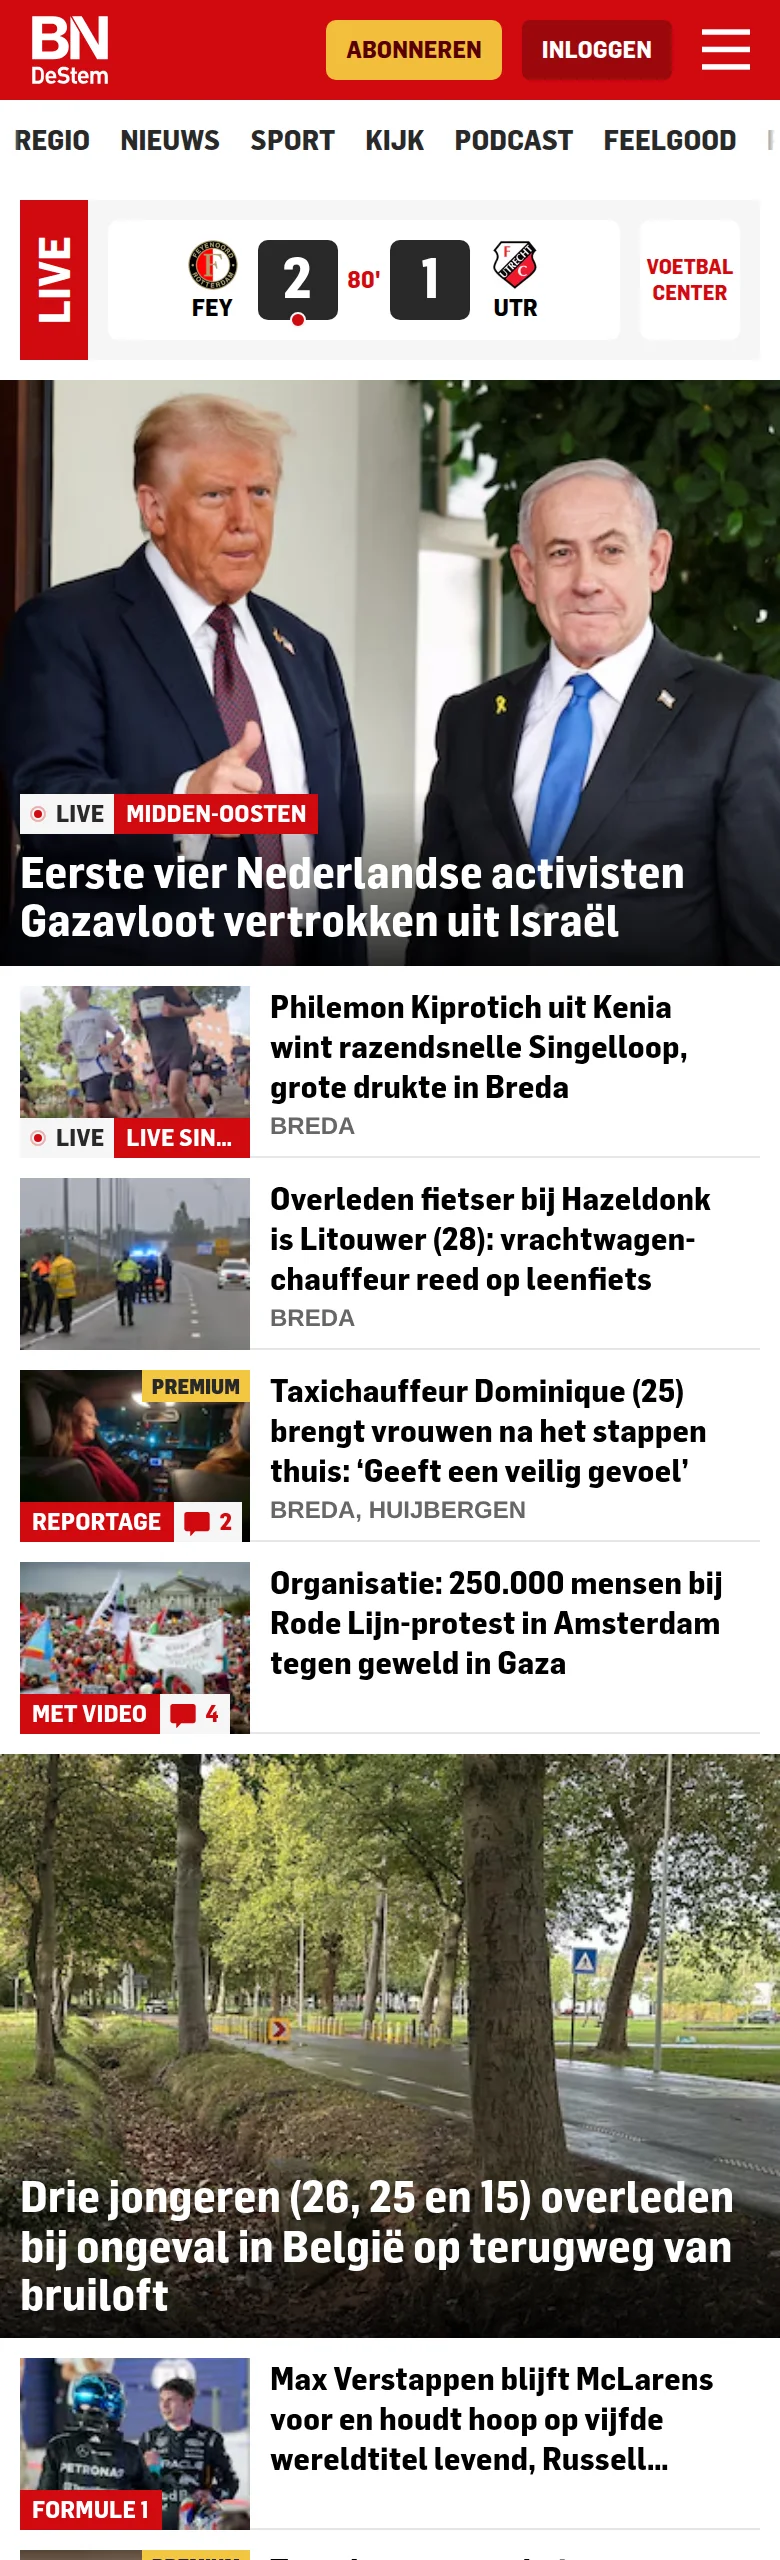 BN
DeStem
ABONNEREN
INLOGGEN
REGIO NIEUWS SPORT KIJK PODCAST FEELGOOD
LIVE
FEY
2
80'
1
UTRECHT
UTR
VOETBAL
CENTER
LIVE MIDDEN-OOSTEN
Eerste vier Nederlandse activisten
Gazavloot vertrokken uit Israël
LIVE LIVE SIN...
Philemon Kiprotich uit Kenia
wint razendsnelle Singelloop,
grote drukte in Breda
BREDA
Overleden fietser bij Hazeldonk
is Litouwer (28): vrachtwagen-
chauffeur reed op leenfiets
BREDA
PREMIUM
REPORTAGE 2
Taxichauffeur Dominique (25)
brengt vrouwen na het stappen
thuis: ‘Geeft een veilig gevoel’
BREDA, HUIJBERGEN
MET VIDEO 4
Organisatie: 250.000 mensen bij
Rode Lijn-protest in Amsterdam
tegen geweld in Gaza
Drie jongeren (26, 25 en 15) overleden
bij ongeval in België op terugweg van
bruiloft
PETRONAS
FORMULE 1
Max Verstappen blijft McLarens
voor en houdt hoop op vijfde
wereldtitel levend, Russell...